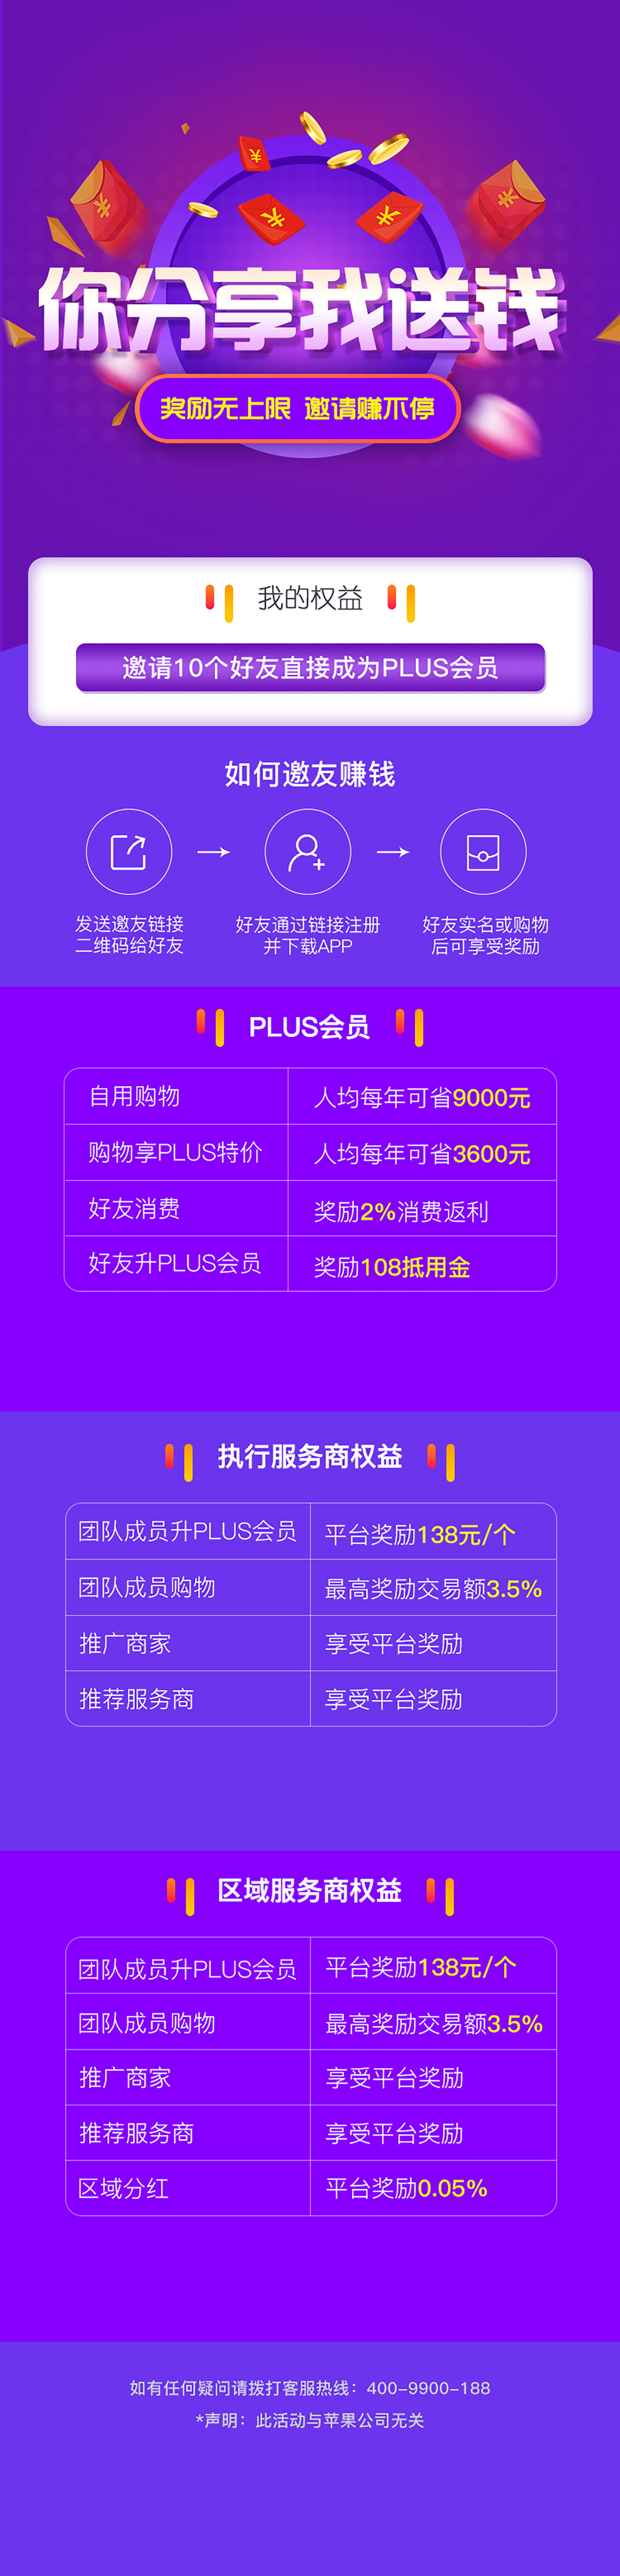 你分享我送钱
奖励无上限 邀请赚不停
我的权益
邀请10个好友直接成为PLUS会员
如何邀友赚钱
发送邀友链接
二维码给好友
好友通过链接注册
并下载APP
好友实名或购物
后可享受奖励
PLUS会员
自用购物 人均每年可省9000元
购物享PLUS特价 人均每年可省3600元
好友消费 奖励2%消费返利
好友升PLUS会员 奖励108抵用金
执行服务商权益
团队成员升PLUS会员 平台奖励138元/个
团队成员购物 最高奖励交易额3.5%
推广商家 享受平台奖励
推荐服务商 享受平台奖励
区域服务商权益
团队成员升PLUS会员 平台奖励138元/个
团队成员购物 最高奖励交易额3.5%
推广商家 享受平台奖励
推荐服务商 享受平台奖励
区域分红 平台奖励0.05%
如有任何疑问请拨打客服热线：400-9900-188
*声明：此活动与苹果公司无关